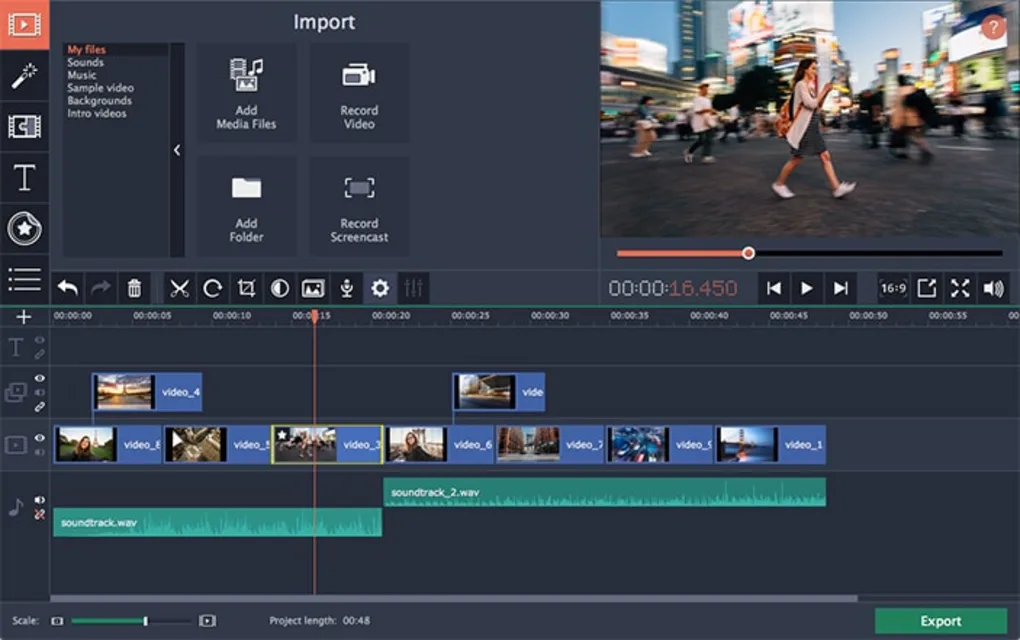 Import
My files
Sounds
Music
Sample video
Backgrounds
Intro videos
Add
Media Files
Record
Video
Add
Folder
Record
Screencast
?
T
00:00:16.450
16:9
00:00:00 00:00:05 00:00:10 00:00:15 00:00:20 00:00:25 00:00:30 00:00:35 00:00:40 00:00:45 00:00:50 00:00:55 00
T
video_4 vide
video_8 video_ video_3 video_6 video_7 video_9 video_1
soundtrack_2.wav
soundtrack.wav
Scale: Project length: 00:48 Export